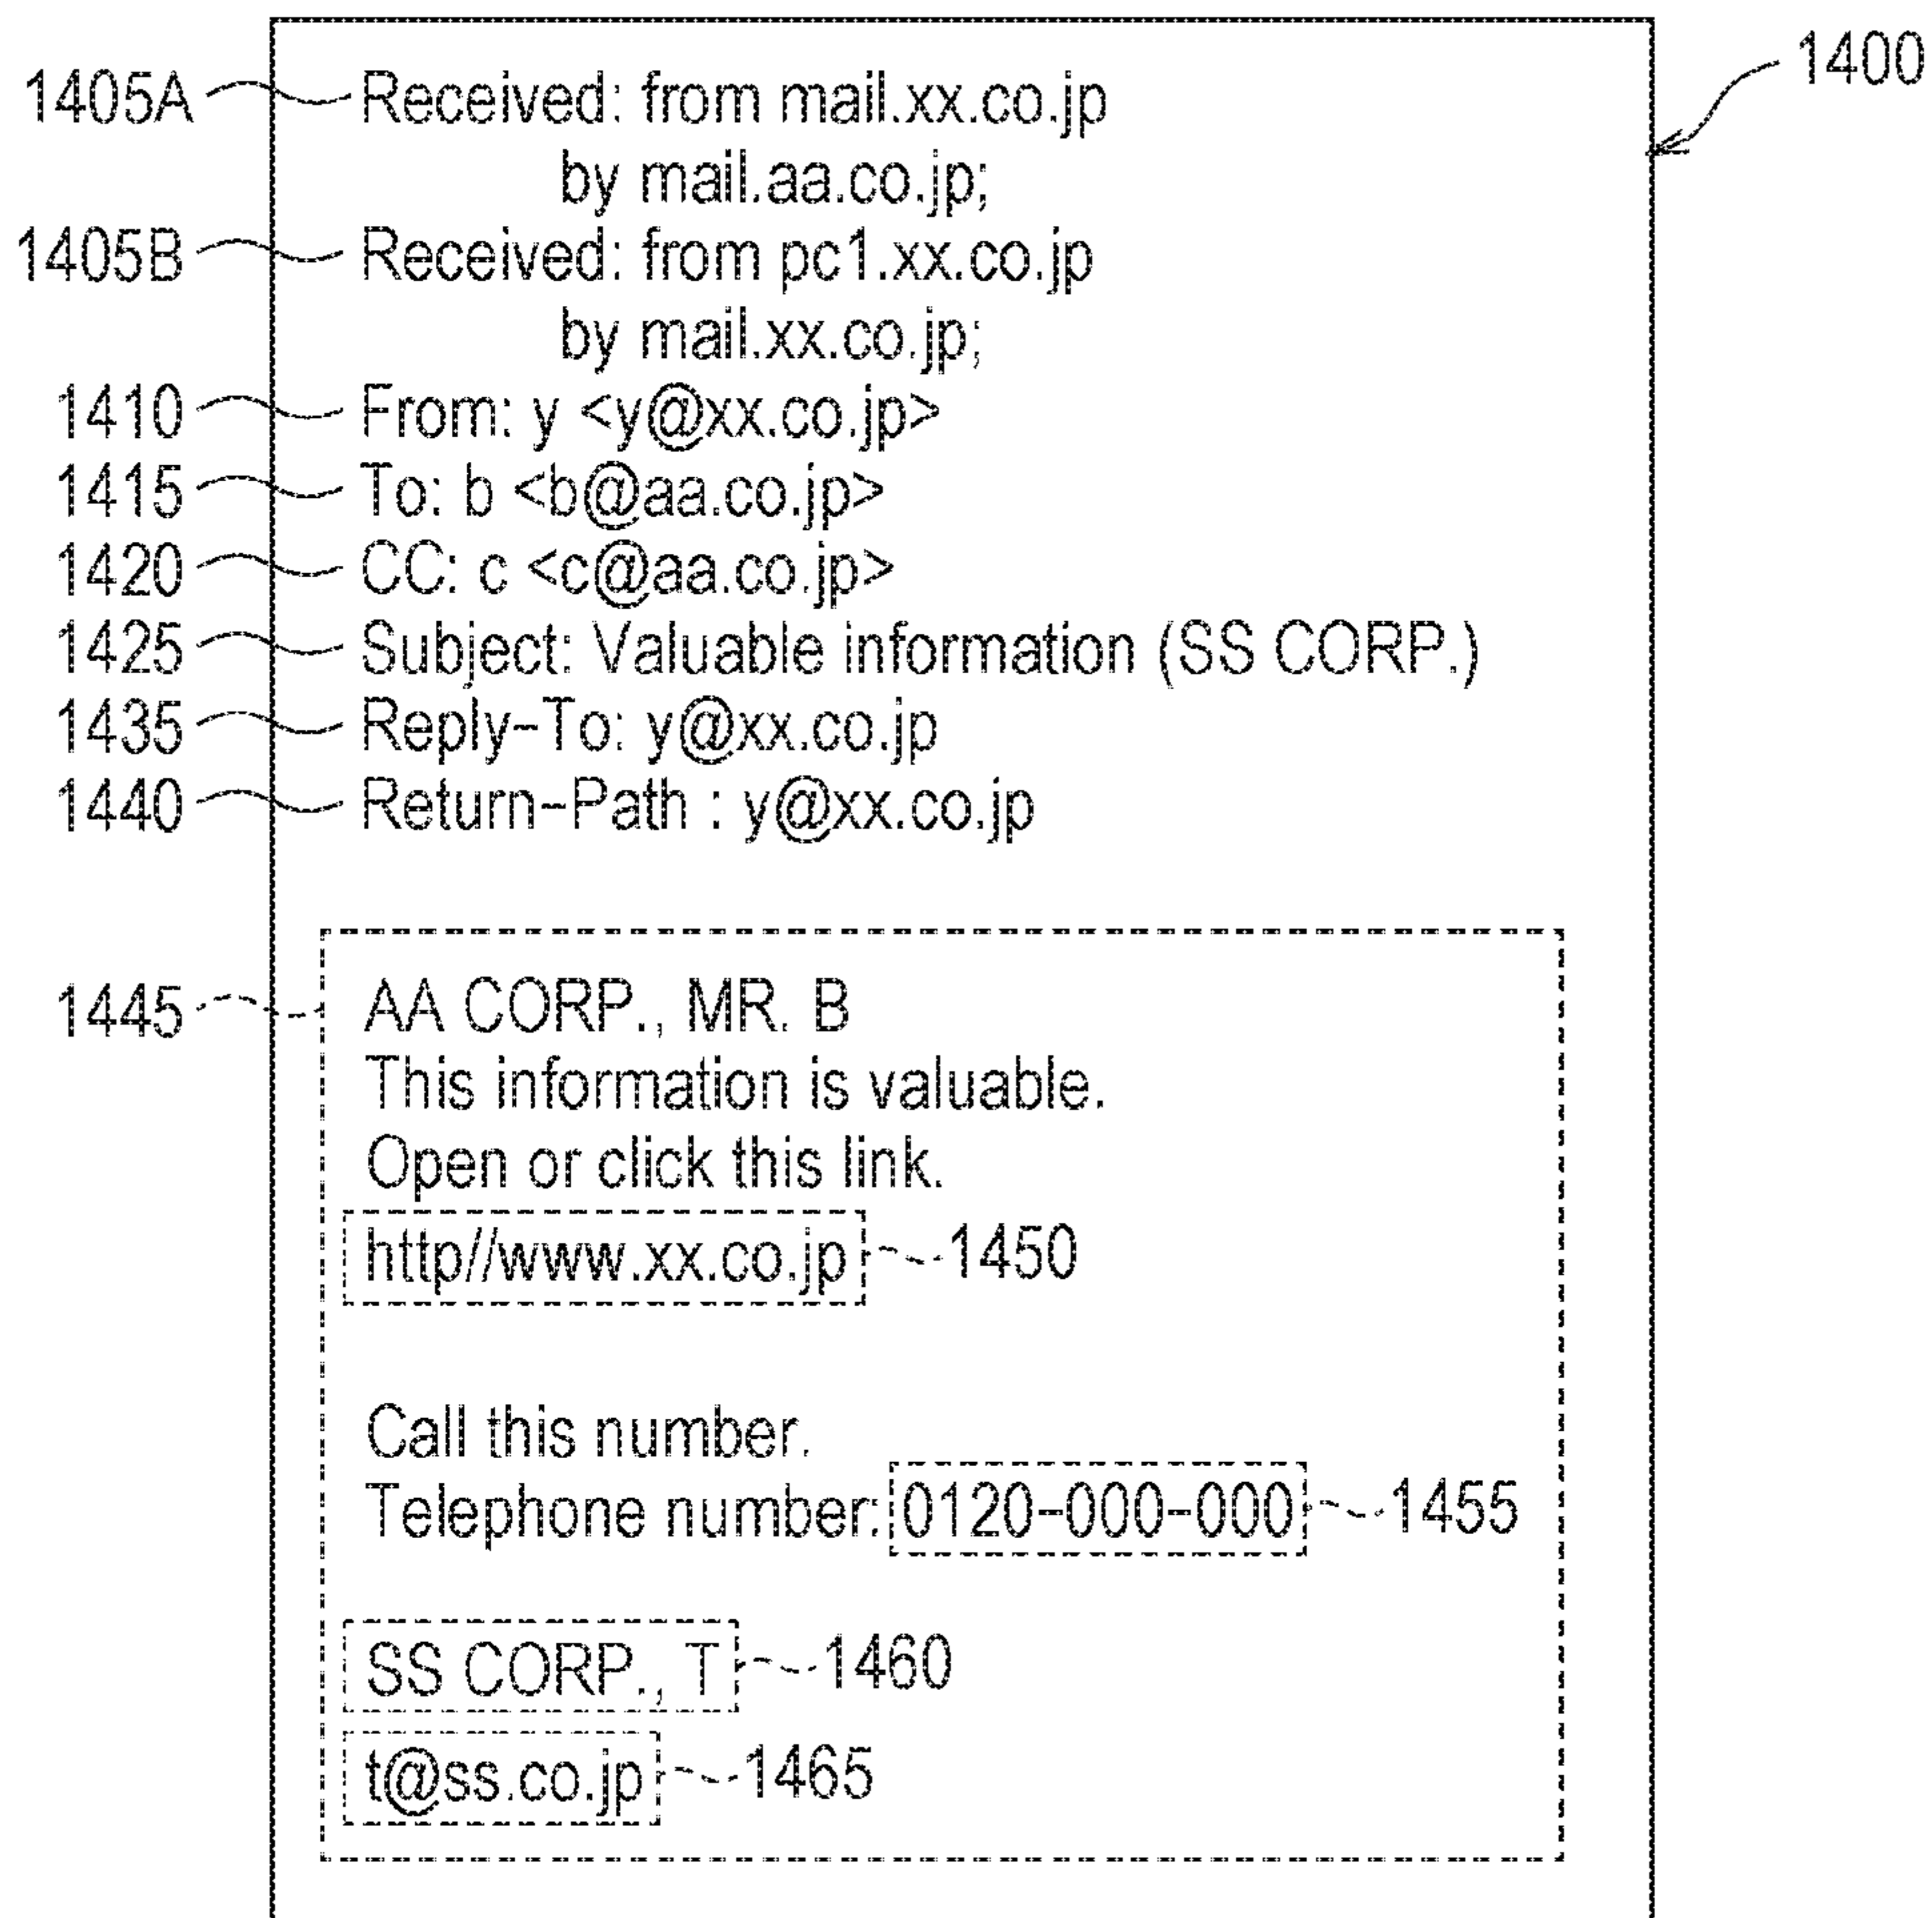 1400
1405A Received: from mail.xx.co.jp
by mail.aa.co.jp;
1405B Received: from pc1.xx.co.jp
by mail.xx.co.jp;
1410 From: y <y@xx.co.jp>
1415 To: b <b@aa.co.jp>
1420 CC: c <c@aa.co.jp>
1425 Subject: Valuable information (SS CORP.)
1435 Reply-To: y@xx.co.jp
1440 Return-Path : y@xx.co.jp
1445 AA CORP., MR. B
This information is valuable.
Open or click this link.
http//www.xx.co.jp 1450
Call this number.
Telephone number: 0120-000-000 1455
SS CORP., T 1460
t@ss.co.jp 1465